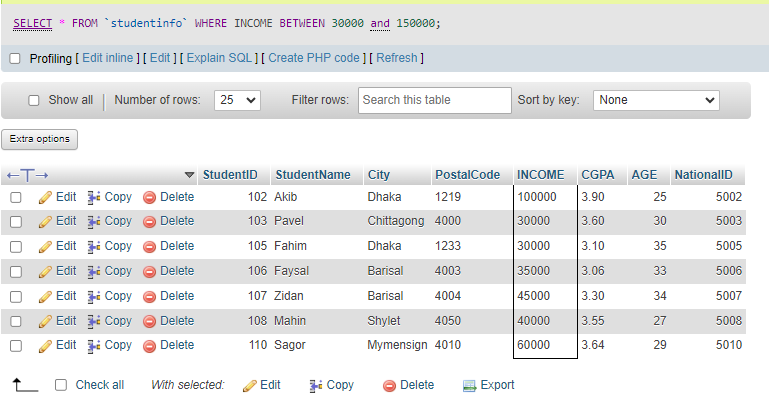 SELECT * FROM `studentinfo` WHERE INCOME BETWEEN 30000 and 150000;
Profiling [ Edit inline ] [ Edit ] [ Explain SQL ] [ Create PHP code ] [ Refresh ]
Show all Number of rows: 25 Filter rows: Search this table Sort by key: None
Extra options
StudentID StudentName City PostalCode INCOME CGPA AGE NationalID
Edit Copy Delete 102 Akib Dhaka 1219 100000 3.90 25 5002
Edit Copy Delete 103 Pavel Chittagong 4000 30000 3.60 30 5003
Edit Copy Delete 105 Fahim Dhaka 1233 30000 3.10 35 5005
Edit Copy Delete 106 Faysal Barisal 4003 35000 3.06 33 5006
Edit Copy Delete 107 Zidan Barisal 4004 45000 3.30 34 5007
Edit Copy Delete 108 Mahin Shylet 4050 40000 3.55 27 5008
Edit Copy Delete 110 Sagor Mymensign 4010 60000 3.64 29 5010
Check all With selected: Edit Copy Delete Export